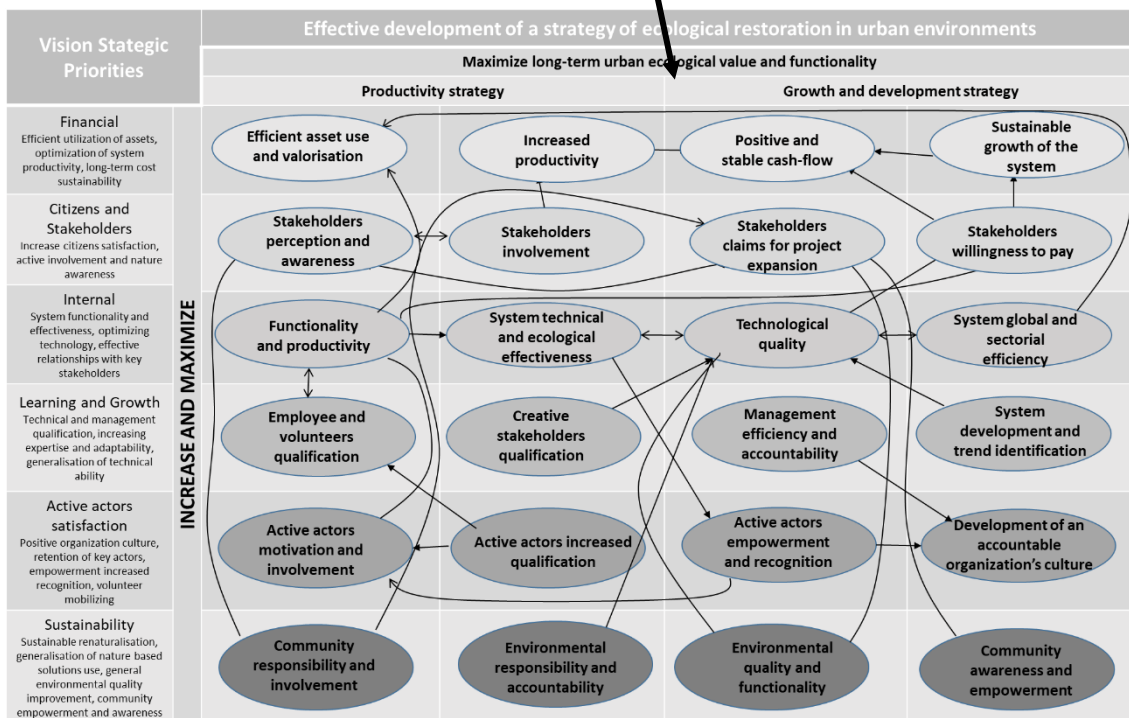 Vision Stategic
Priorities
Effective development of a strategy of ecological restoration in urban environments
Maximize long-term urban ecological value and functionality
Productivity strategy
Growth and development strategy
INCREASE AND MAXIMIZE
Financial
Efficient utilization of assets,
optimization of system
productivity, long-term cost
sustainability
Efficient asset use
and valorisation
Increased
productivity
Positive and
stable cash-flow
Sustainable
growth of the
system
Citizens and
Stakeholders
Increase citizens satisfaction,
active involvement and nature
awareness
Stakeholders
perception and
awareness
Stakeholders
involvement
Stakeholders
claims for project
expansion
Stakeholders
willingness to pay
Internal
System functionality and
effectiveness, optimizing
technology, effective
relationships with key
stakeholders
Functionality
and productivity
System technical
and ecological
effectiveness
Technological
quality
System global and
sectorial
efficiency
Learning and Growth
Technical and management
qualification, increasing
expertise and adaptability,
generalisation of technical
ability
Employee and
volunteers
qualification
Creative
stakeholders
qualification
Management
efficiency and
accountability
System
development and
trend identification
Active actors
satisfaction
Positive organization culture,
retention of key actors,
empowerment increased
recognition, volunteer
mobilizing
Active actors
motivation and
involvement
Active actors increased
qualification
Active actors
empowerment
and recognition
Development of an
accountable
organization's culture
Sustainability
Sustainable renaturalisation,
generalisation of nature based
solutions use, general
environmental quality
improvement, community
empowerment and awareness
Community
responsibility and
involvement
Environmental
responsibility and
accountability
Environmental
quality and
functionality
Community
awareness and
empowerment